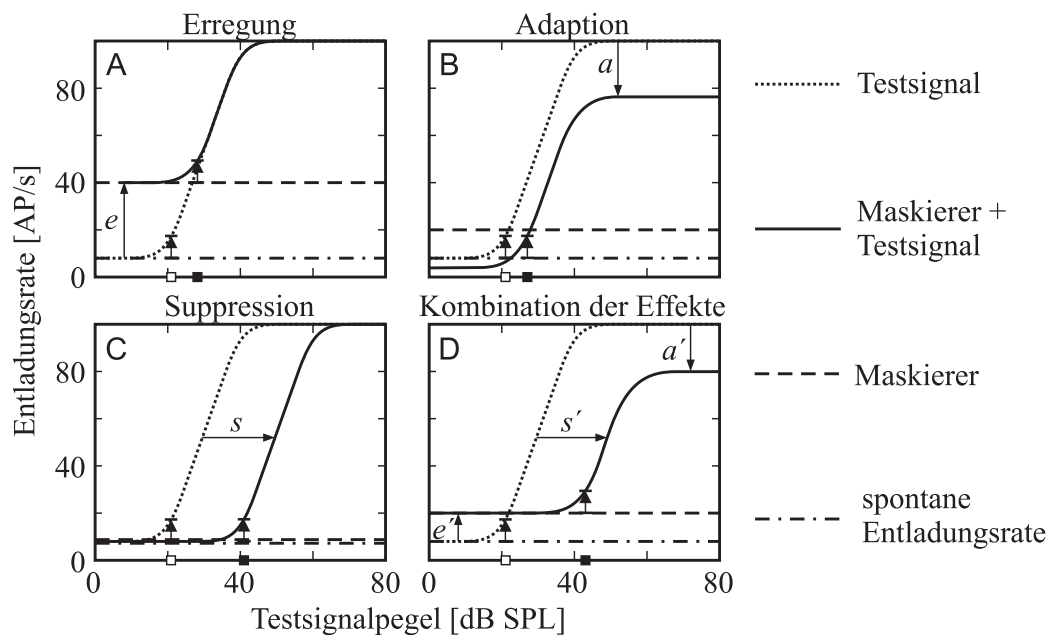 Erregung
Adaption
A
B
80
40
0
e
a
Testsignal
Maskierer +
Testsignal
Suppression
Kombination der Effekte
C
D
80
40
0
s
s´
a´
e´
Maskierer
spontane
Entladungsrate
0
40
80
0
40
80
Entladungsrate [AP/s]
Testsignalpegel [dB SPL]